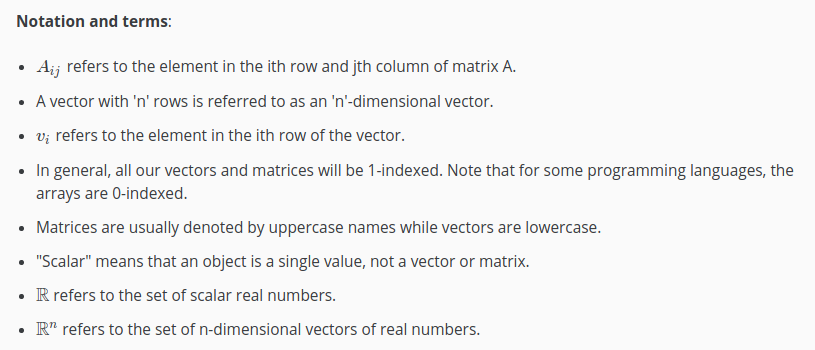 Notation and terms:
• A_{ij} refers to the element in the ith row and jth column of matrix A.
• A vector with 'n' rows is referred to as an 'n'-dimensional vector.
• v_i refers to the element in the ith row of the vector.
• In general, all our vectors and matrices will be 1-indexed. Note that for some programming languages, the
arrays are 0-indexed.
• Matrices are usually denoted by uppercase names while vectors are lowercase.
• "Scalar" means that an object is a single value, not a vector or matrix.
• ℝ refers to the set of scalar real numbers.
• ℝⁿ refers to the set of n-dimensional vectors of real numbers.